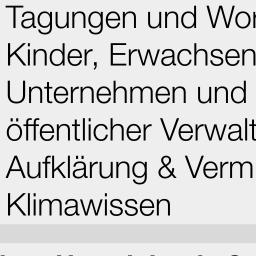 Tagungen und Wor
Kinder, Erwachsen
Unternehmen und
öffentlicher Verwalt
Aufklärung & Verm
Klimawissen